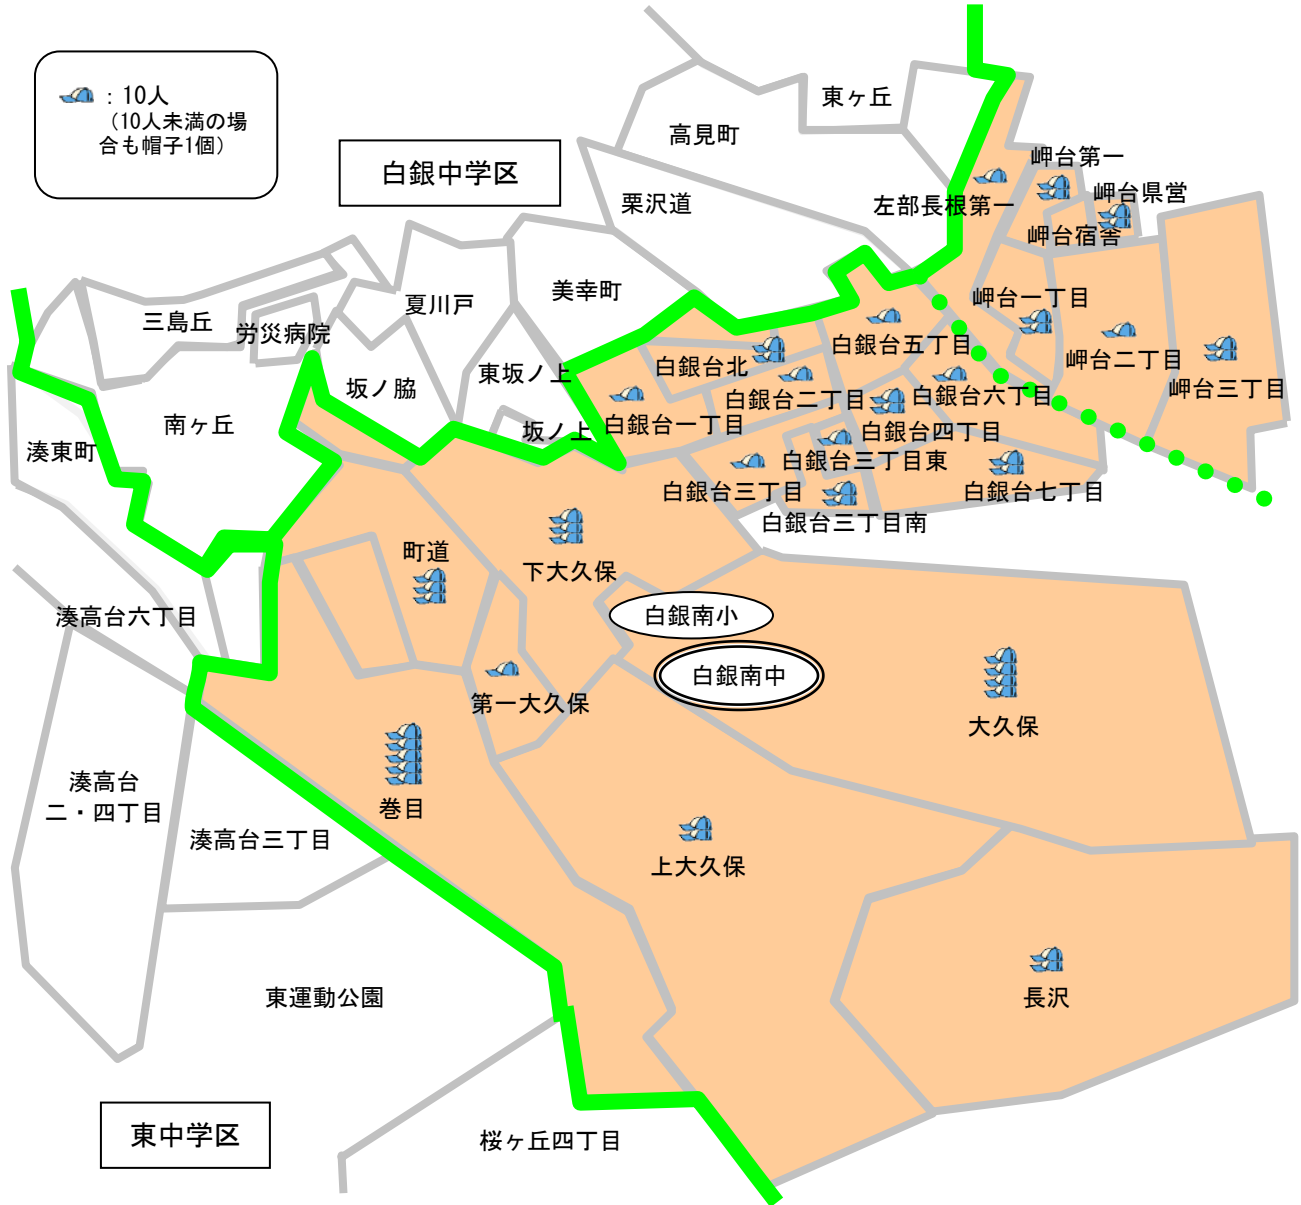 ：10人
（10人未満の場
合も帽子1個）
白銀中学区
東ヶ丘
高見町
栗沢道
左部長根第一
岬台第一
岬台県営
岬台宿舎
三島丘
労災病院
夏川戸
美幸町
岬台一丁目
岬台二丁目
岬台三丁目
白銀台五丁目
白銀台北
東坂ノ上
坂ノ脇
白銀台二丁目
白銀台六丁目
南ヶ丘
坂ノ上
白銀台一丁目
白銀台四丁目
湊東町
白銀台三丁目東
白銀台三丁目
白銀台七丁目
白銀台三丁目南
町道
下大久保
湊高台六丁目
白銀南小
白銀南中
第一大久保
大久保
湊高台
二・四丁目
巻目
湊高台三丁目
上大久保
東運動公園
長沢
東中学区
桜ヶ丘四丁目